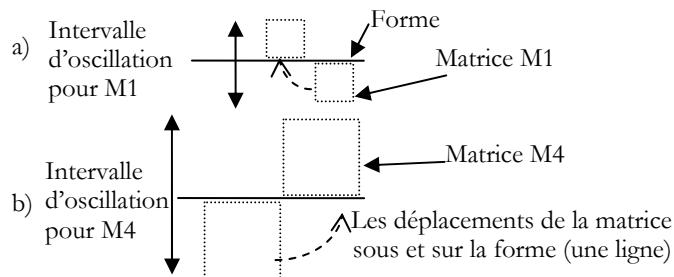 a)
Intervalle
d’oscillation
pour M1
Forme
Matrice M1
b)
Intervalle
d’oscillation
pour M4
Matrice M4
Les déplacements de la matrice
sous et sur la forme (une ligne)